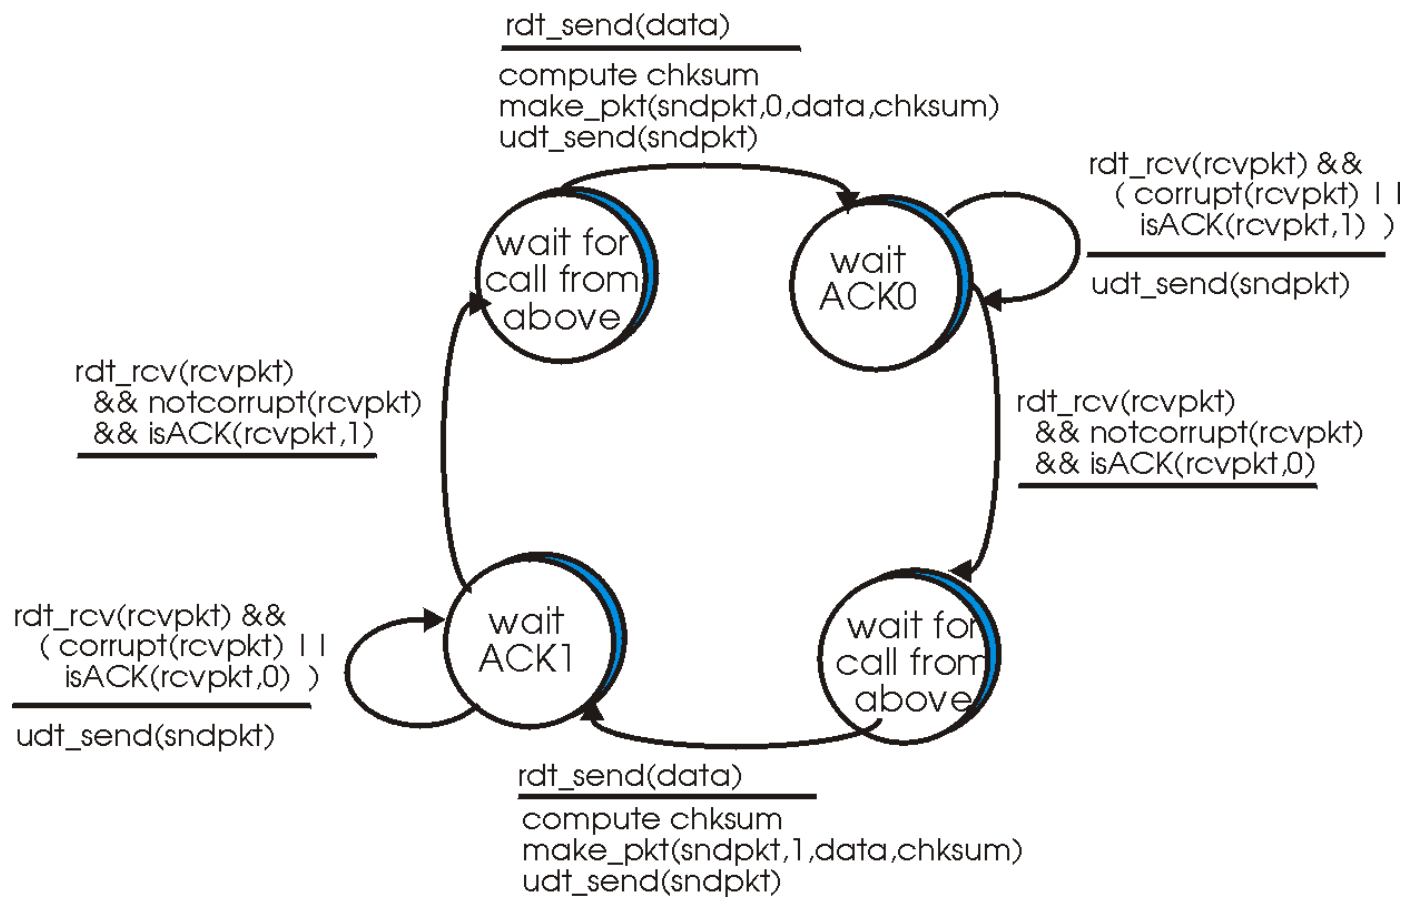 rdt_send(data)
compute chksum
make_pkt(sndpkt,0,data,chksum)
udt_send(sndpkt)
rdt_rcv(rcvpkt) &&
( corrupt(rcvpkt) | |
isACK(rcvpkt,1) )
udt_send(sndpkt)
wait for
call from
above
wait
ACK0
rdt_rcv(rcvpkt)
&& notcorrupt(rcvpkt)
&& isACK(rcvpkt,1)
rdt_rcv(rcvpkt)
&& notcorrupt(rcvpkt)
&& isACK(rcvpkt,0)
rdt_rcv(rcvpkt) &&
( corrupt(rcvpkt) | |
isACK(rcvpkt,0) )
udt_send(sndpkt)
wait
ACK1
wait for
call from
above
rdt_send(data)
compute chksum
make_pkt(sndpkt,1,data,chksum)
udt_send(sndpkt)